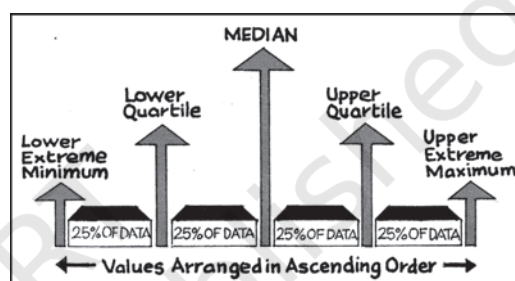 MEDIAN
Lower
Quartile
Upper
Quartile
Lower
Extreme
Minimum
Upper
Extreme
Maximum
25% OF DATA 25% OF DATA 25% OF DATA 25% OF DATA
Values Arranged in Ascending Order